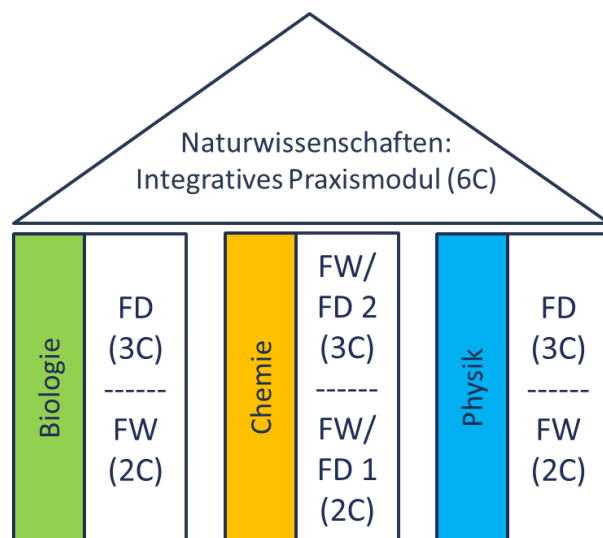 Naturwissenschaften:
Integratives Praxismodul (6C)
Biologie
FD
(3C)
------
FW
(2C)
Chemie
FW/
FD 2
(3C)
------
FW/
FD 1
(2C)
Physik
FD
(3C)
------
FW
(2C)